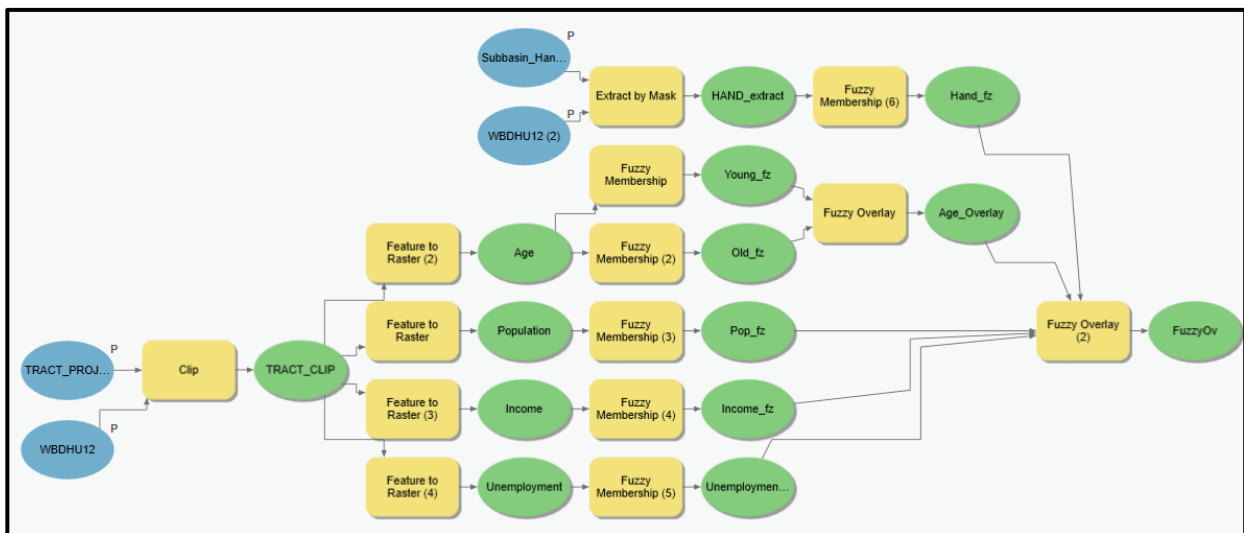 P
Subbasin_Han...
P
WBDHU12 (2)
Extract by Mask
HAND_extract
Fuzzy
Membership (6)
Hand_fz
Fuzzy
Membership
Young_fz
Fuzzy Overlay
Age_Overlay
Feature to
Raster (2)
Age
Fuzzy
Membership (2)
Old_fz
Feature to
Raster
Population
Fuzzy
Membership (3)
Pop_fz
Fuzzy Overlay
(2)
FuzzyOv
P
TRACT_PROJ...
Clip
TRACT_CLIP
P
WBDHU12
Feature to
Raster (3)
Income
Fuzzy
Membership (4)
Income_fz
Feature to
Raster (4)
Unemployment
Fuzzy
Membership (5)
Unemploymen...